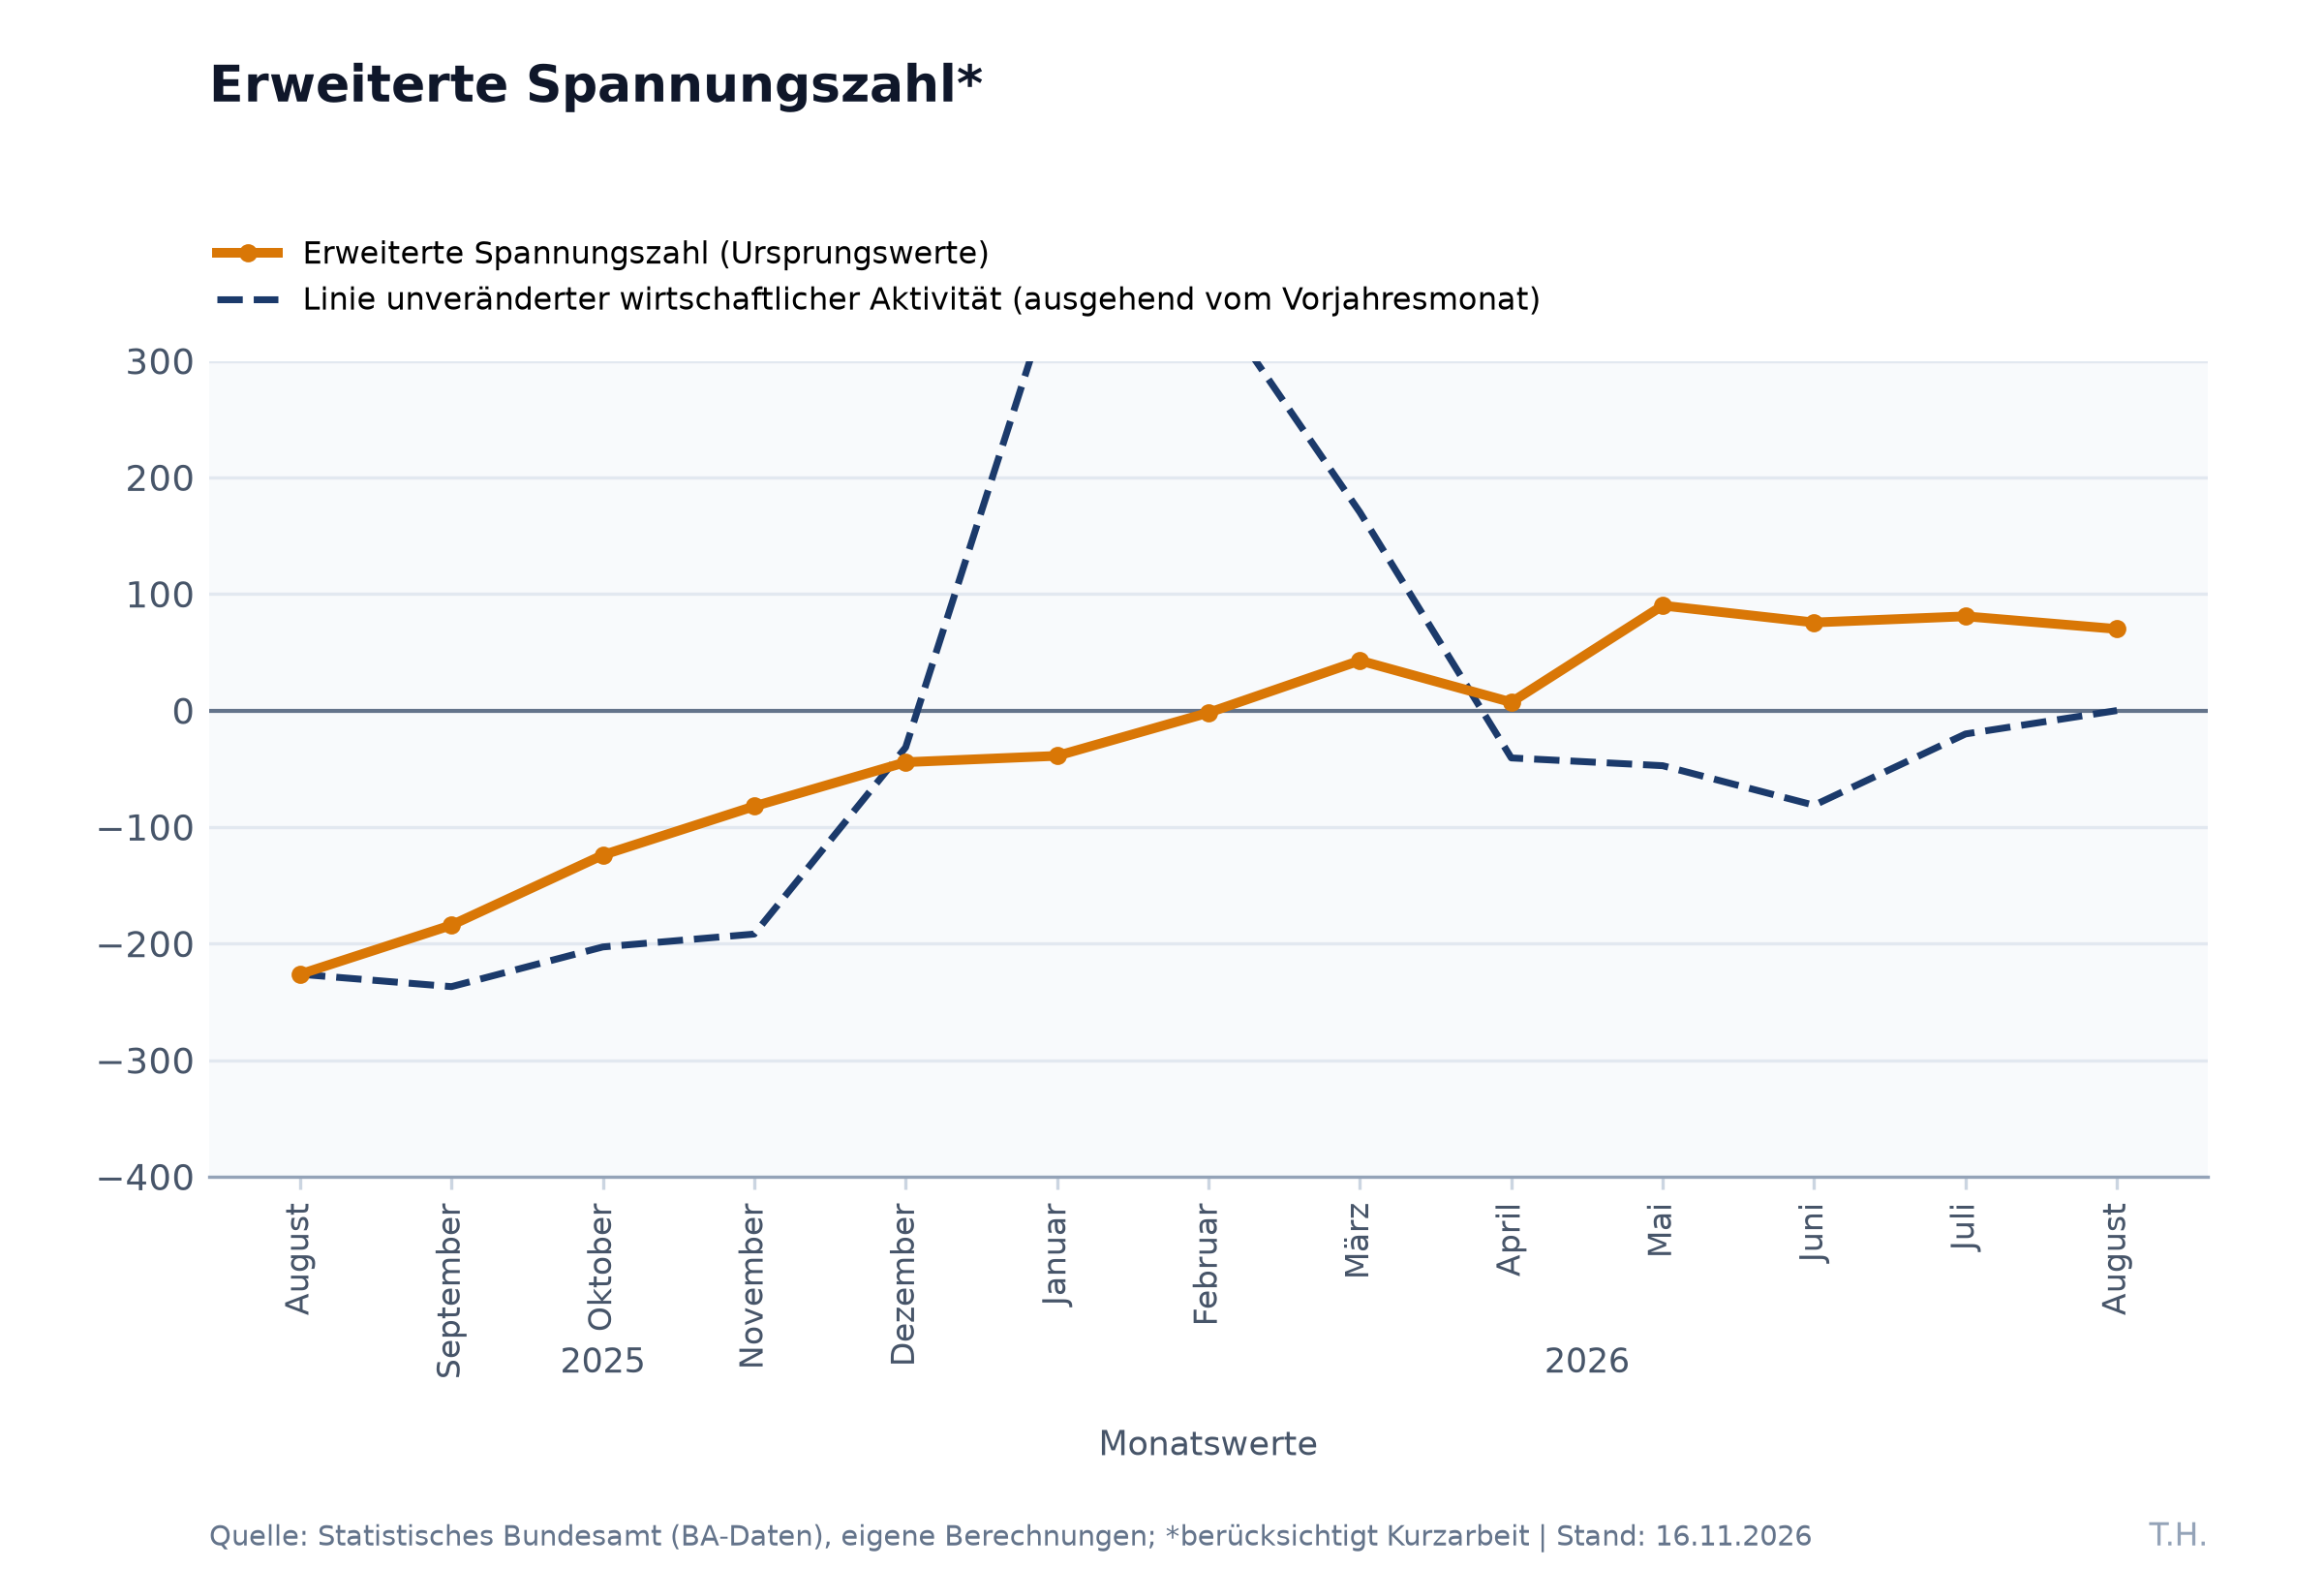 Erweiterte Spannungszahl*
Erweiterte Spannungszahl (Ursprungswerte)
Linie unveränderter wirtschaftlicher Aktivität (ausgehend vom Vorjahresmonat)
300
200
100
0
−100
−200
−300
−400
August
September
Oktober
November
Dezember
Januar
Februar
März
April
Mai
Juni
Juli
August
2025
2026
Monatswerte
Quelle: Statistisches Bundesamt (BA-Daten), eigene Berechnungen; *berücksichtigt Kurzarbeit | Stand: 16.11.2026
T.H.